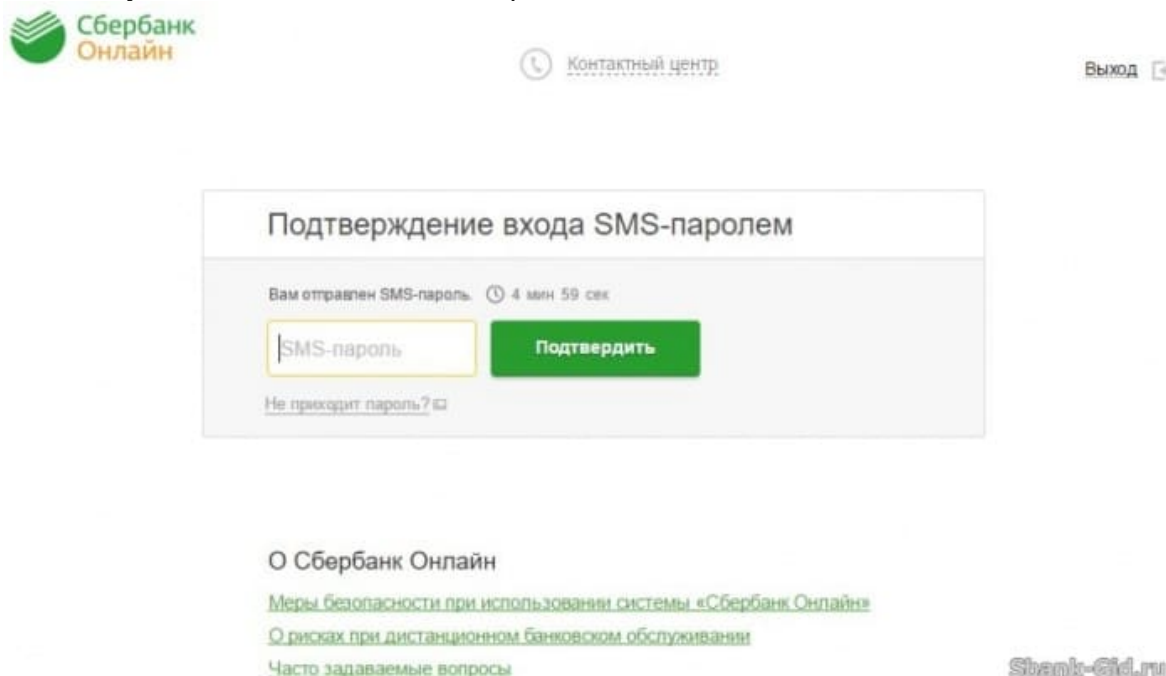 Сбербанк
Онлайн
Контактный центр
Выход
Подтверждение входа SMS-паролем
Вам отправлен SMS-пароль. 4 мин 59 сек
SMS-пароль
Подтвердить
Не приходит пароль?
О Сбербанк Онлайн
Меры безопасности при использовании системы «Сбербанк Онлайн»
О рисках при дистанционном банковском обслуживании
Часто задаваемые вопросы
Sbank-Gid.ru